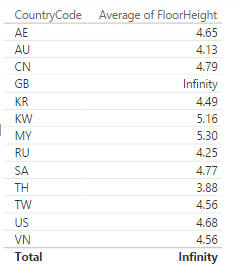 CountryCode Average of FloorHeight
AE 4.65
AU 4.13
CN 4.79
GB Infinity
KR 4.49
KW 5.16
MY 5.30
RU 4.25
SA 4.77
TH 3.88
TW 4.56
US 4.68
VN 4.56
Total Infinity